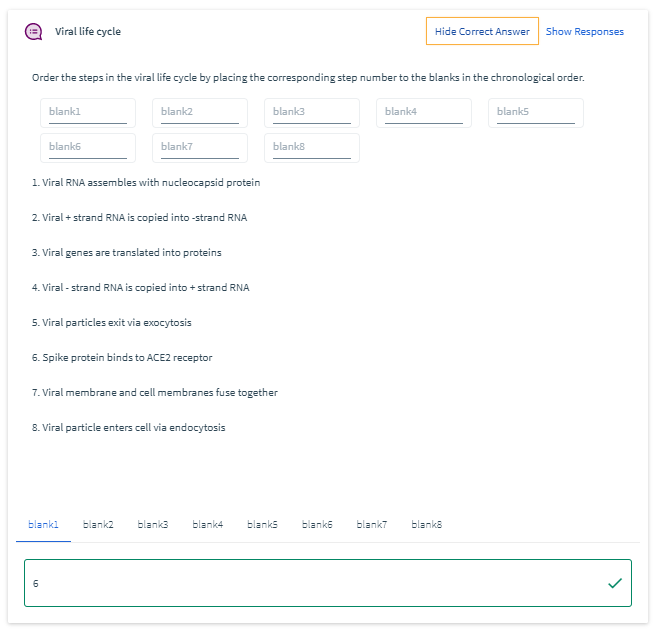 Viral life cycle
Hide Correct Answer
Show Responses
Order the steps in the viral life cycle by placing the corresponding step number to the blanks in the chronological order.
blank1 blank2 blank3 blank4 blank5
blank6 blank7 blank8
1. Viral RNA assembles with nucleocapsid protein
2. Viral + strand RNA is copied into -strand RNA
3. Viral genes are translated into proteins
4. Viral - strand RNA is copied into + strand RNA
5. Viral particles exit via exocytosis
6. Spike protein binds to ACE2 receptor
7. Viral membrane and cell membranes fuse together
8. Viral particle enters cell via endocytosis
blank1 blank2 blank3 blank4 blank5 blank6 blank7 blank8
6